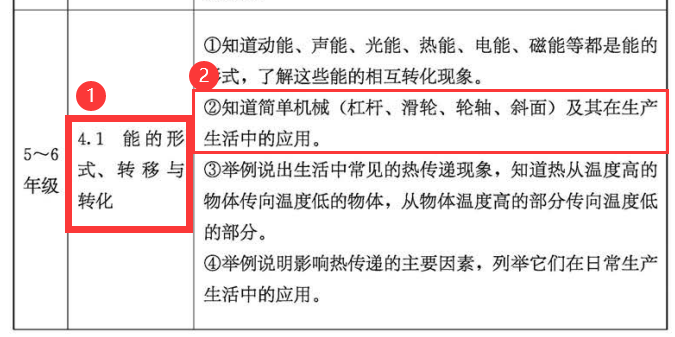 1
2
5～6
年级
4.1 能的形
式、转移与
转化
①知道动能、声能、光能、热能、电能、磁能等都是能的
形式，了解这些能的相互转化现象。
②知道简单机械（杠杆、滑轮、轮轴、斜面）及其在生产
生活中的应用。
③举例说出生活中常见的热传递现象，知道热从温度高的
物体传向温度低的物体，从物体温度高的部分传向温度低
的部分。
④举例说明影响热传递的主要因素，列举它们在日常生产
生活中的应用。